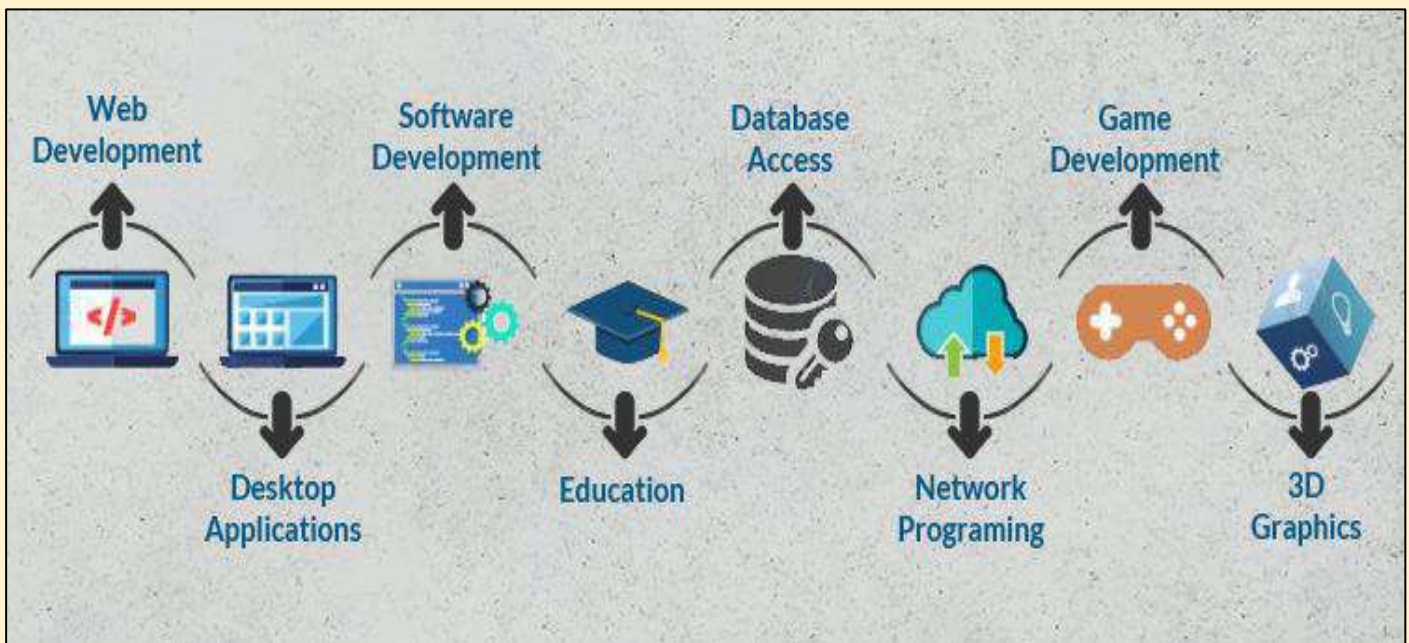 Web
Development
Desktop
Applications
Software
Development
Education
Database
Access
Network
Programing
Game
Development
3D
Graphics